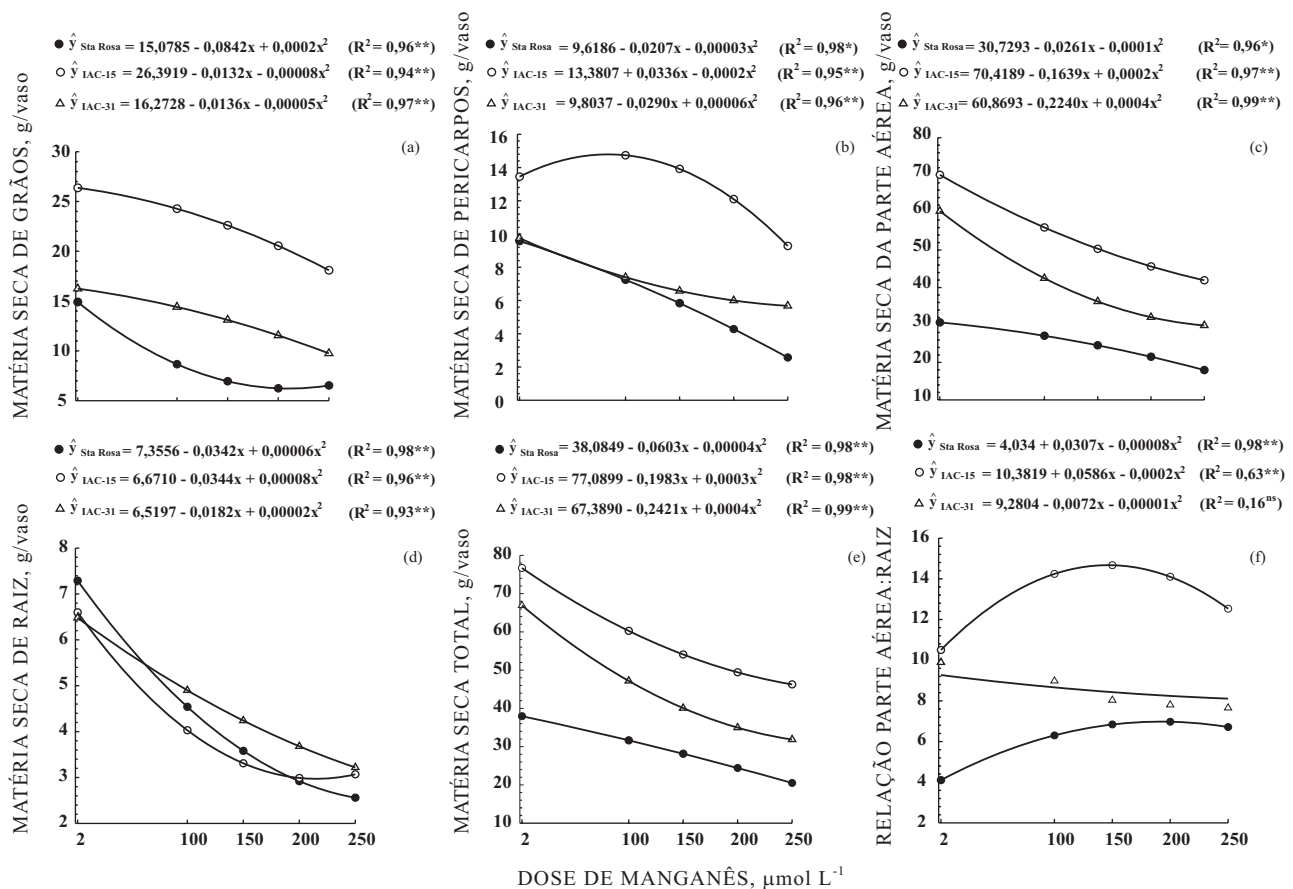 ● ŷ Sta Rosa = 15,0785 - 0,0842x + 0,0002x² (R² = 0,96**)
○ ŷ IAC-15 = 26,3919 - 0,0132x - 0,00008x² (R² = 0,94**)
△ ŷ IAC-31 = 16,2728 - 0,0136x - 0,00005x² (R² = 0,97**)
MATÉRIA SECA DE GRÃOS, g/vaso
(a)
30
25
20
15
10
5
● ŷ Sta Rosa = 9,6186 - 0,0207x - 0,00003x² (R² = 0,98*)
○ ŷ IAC-15 = 13,3807 + 0,0336x - 0,0002x² (R² = 0,95**)
△ ŷ IAC-31 = 9,8037 - 0,0290x + 0,00006x² (R² = 0,96**)
MATÉRIA SECA DE PERICARPOS, g/vaso
(b)
16
14
12
10
8
6
4
2
0
● ŷ Sta Rosa = 30,7293 - 0,0261x - 0,0001x² (R² = 0,96*)
○ ŷ IAC-15 = 70,4189 - 0,1639x + 0,0002x² (R² = 0,97**)
△ ŷ IAC-31 = 60,8693 - 0,2240x + 0,0004x² (R² = 0,99**)
MATÉRIA SECA DA PARTE AÉREA, g/vaso
(c)
80
70
60
50
40
30
20
10
● ŷ Sta Rosa = 7,3556 - 0,0342x + 0,00006x² (R² = 0,98**)
○ ŷ IAC-15 = 6,6710 - 0,0344x + 0,00008x² (R² = 0,96**)
△ ŷ IAC-31 = 6,5197 - 0,0182x + 0,00002x² (R² = 0,93**)
MATÉRIA SECA DE RAIZ, g/vaso
(d)
8
7
6
5
4
3
2
2 100 150 200 250
● ŷ Sta Rosa = 38,0849 - 0,0603x - 0,00004x² (R² = 0,98**)
○ ŷ IAC-15 = 77,0899 - 0,1983x + 0,0003x² (R² = 0,98**)
△ ŷ IAC-31 = 67,3890 - 0,2421x + 0,0004x² (R² = 0,99**)
MATÉRIA SECA TOTAL, g/vaso
(e)
80
70
60
50
40
30
20
10
2 100 150 200 250
● ŷ Sta Rosa = 4,034 + 0,0307x - 0,00008x² (R² = 0,98**)
○ ŷ IAC-15 = 10,3819 + 0,0586x - 0,0002x² (R² = 0,63**)
△ ŷ IAC-31 = 9,2804 - 0,0072x - 0,00001x² (R² = 0,16ns)
RELAÇÃO PARTE AÉREA:RAIZ
(f)
16
14
12
10
8
6
4
2
2 100 150 200 250
DOSE DE MANGANÊS, μmol L⁻¹